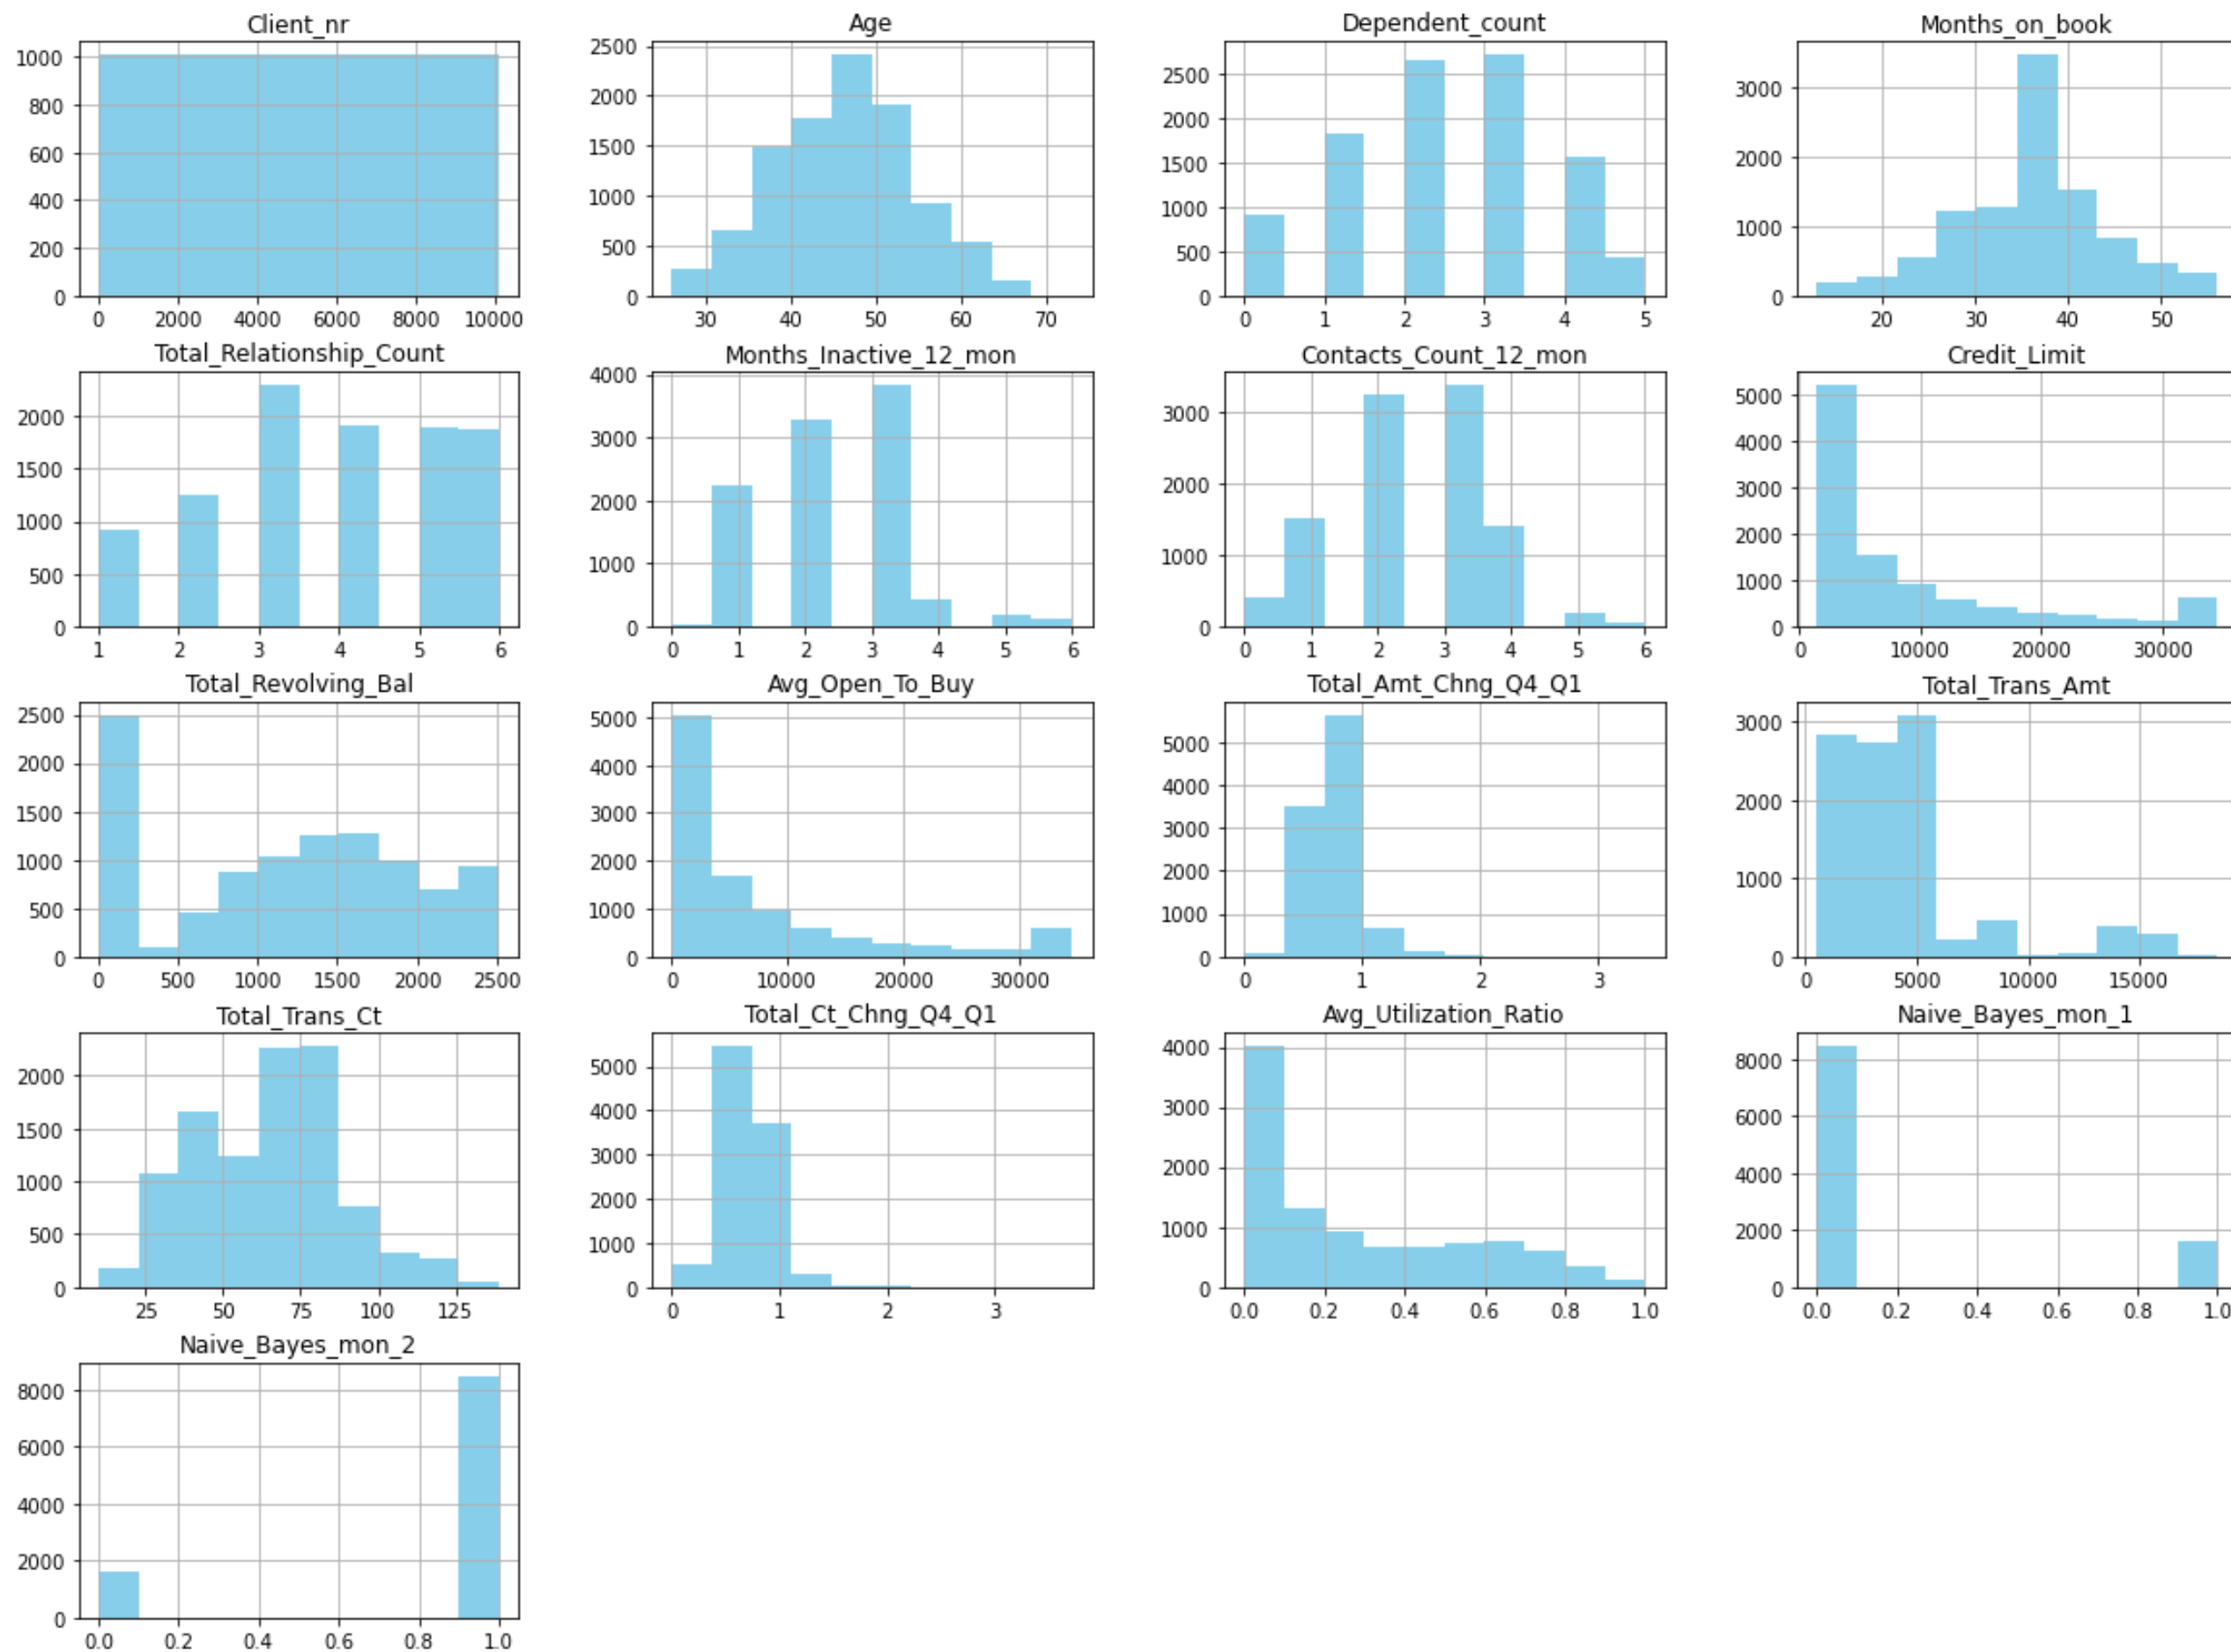 Client_nr
1000
800
600
400
200
0
0 2000 4000 6000 8000 10000
Age
2500
2000
1500
1000
500
0
30 40 50 60 70
Dependent_count
2500
2000
1500
1000
500
0
0 1 2 3 4 5
Months_on_book
3000
2000
1000
0
20 30 40 50
Total_Relationship_Count
2000
1500
1000
500
0
1 2 3 4 5 6
Months_Inactive_12_mon
4000
3000
2000
1000
0
0 1 2 3 4 5 6
Contacts_Count_12_mon
3000
2000
1000
0
0 1 2 3 4 5 6
Credit_Limit
5000
4000
3000
2000
1000
0
0 10000 20000 30000
Total_Revolving_Bal
2500
2000
1500
1000
500
0
0 500 1000 1500 2000 2500
Avg_Open_To_Buy
5000
4000
3000
2000
1000
0
0 10000 20000 30000
Total_Amt_Chng_Q4_Q1
5000
4000
3000
2000
1000
0
0 1 2 3
Total_Trans_Amt
3000
2000
1000
0
0 5000 10000 15000
Total_Trans_Ct
2000
1500
1000
500
0
25 50 75 100 125
Total_Ct_Chng_Q4_Q1
5000
4000
3000
2000
1000
0
0 1 2 3
Avg_Utilization_Ratio
4000
3000
2000
1000
0
0.0 0.2 0.4 0.6 0.8 1.0
Naive_Bayes_mon_1
8000
6000
4000
2000
0
0.0 0.2 0.4 0.6 0.8 1.0
Naive_Bayes_mon_2
8000
6000
4000
2000
0
0.0 0.2 0.4 0.6 0.8 1.0